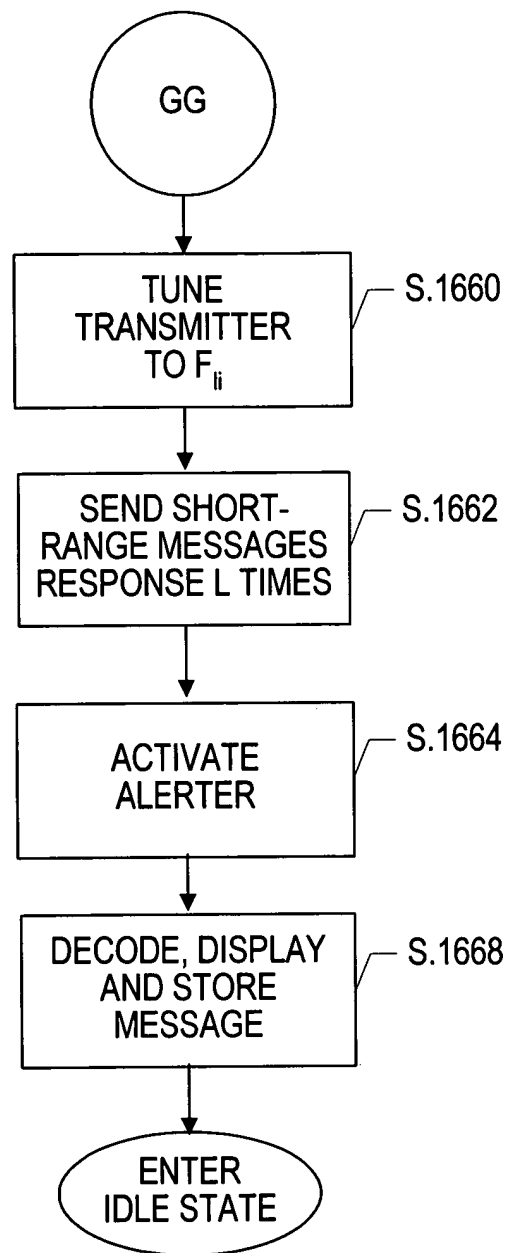 GG
TUNE
TRANSMITTER
TO F_li
S.1660
SEND SHORT-
RANGE MESSAGES
RESPONSE L TIMES
S.1662
ACTIVATE
ALERTER
S.1664
DECODE, DISPLAY
AND STORE
MESSAGE
S.1668
ENTER
IDLE STATE